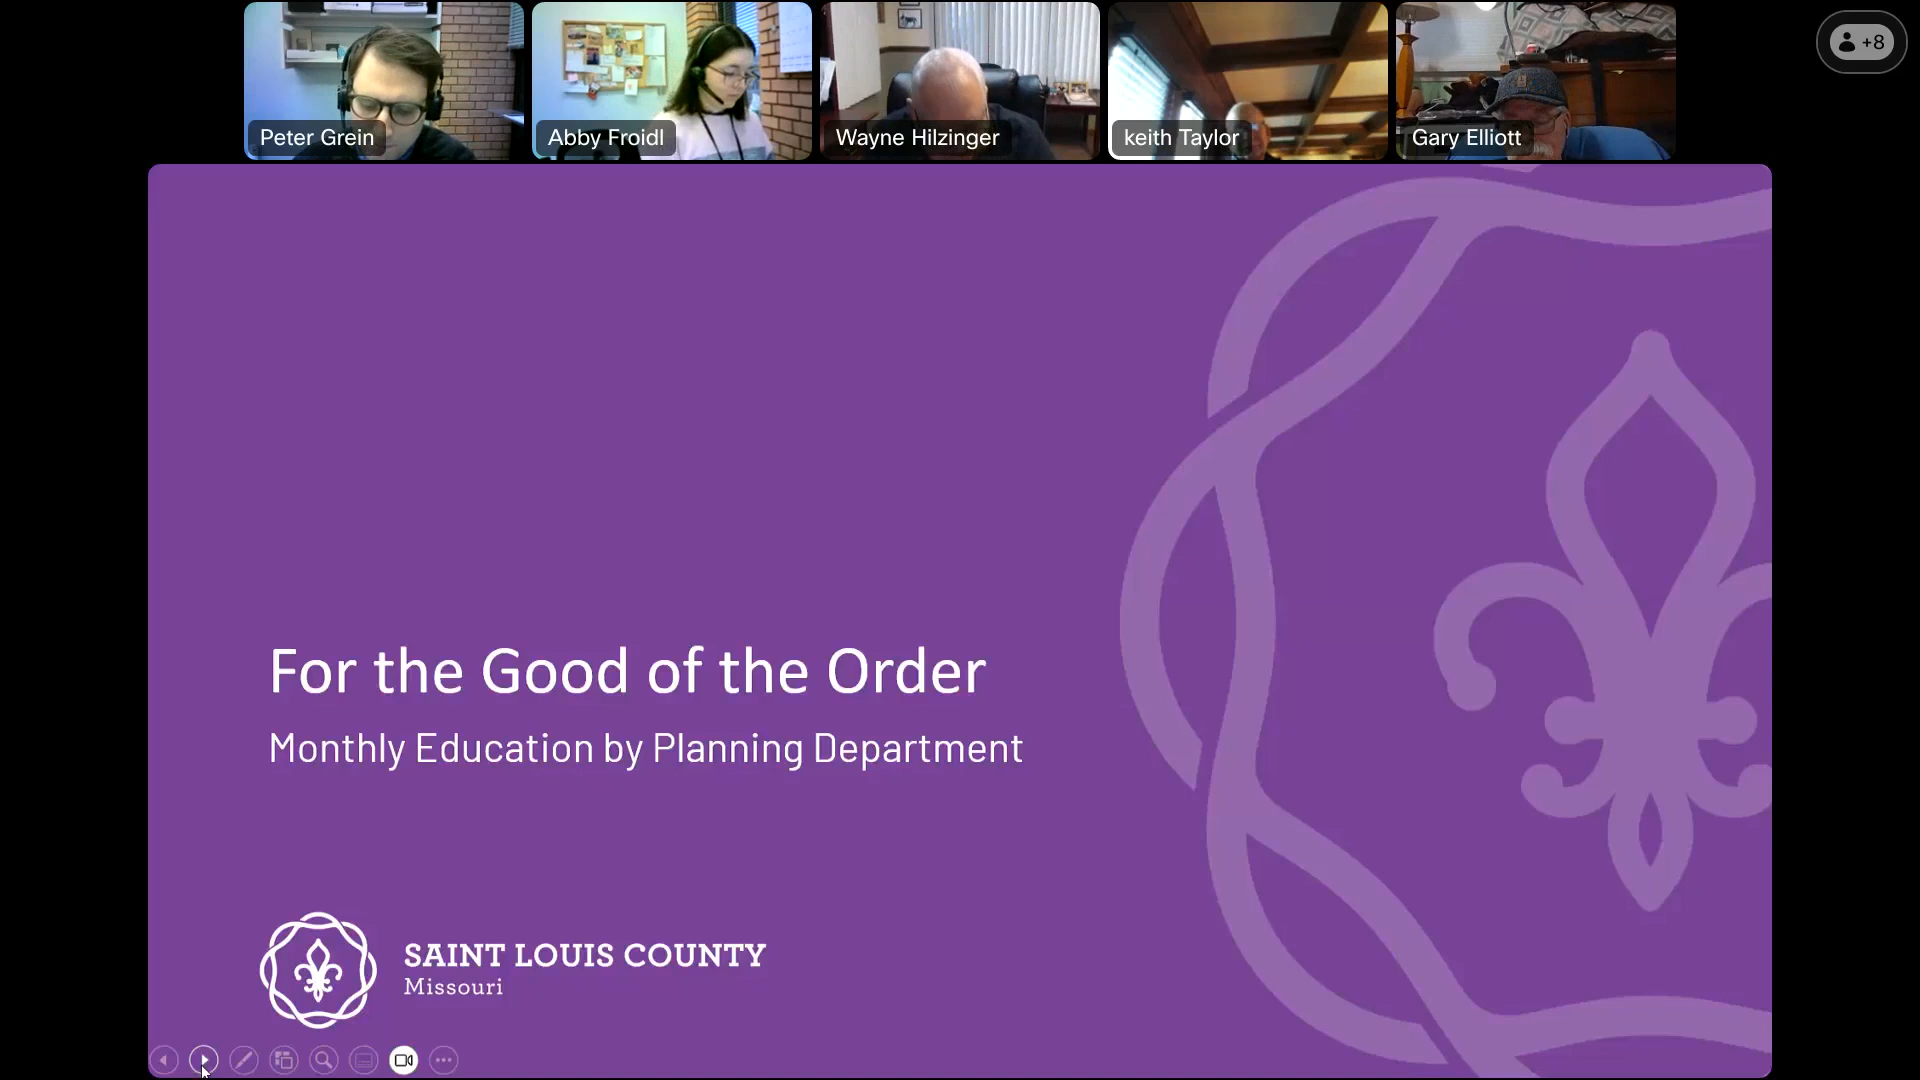 Peter Grein
Abby Froidl
Wayne Hilzinger
keith Taylor
Gary Elliott
+8
For the Good of the Order
Monthly Education by Planning Department
SAINT LOUIS COUNTY
Missouri